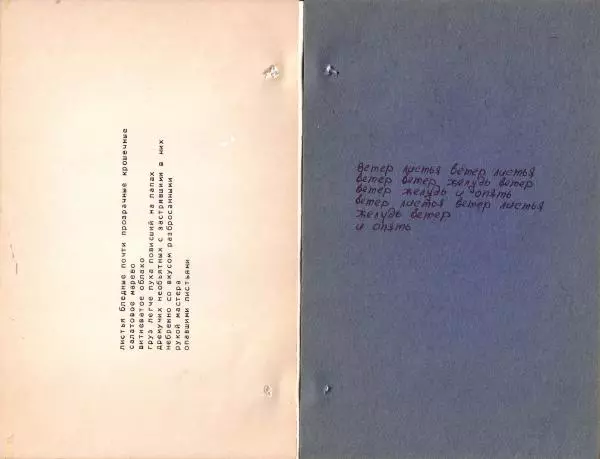 листья бледные почти прозрачные крошечные
салатовое марево
витиеватое облако
груз легче пуха повисший на лапах
дремучих необъятных с застрявшими в них
небрежно со вкусом разбросанными
рукой мастера
опавшими листьями
ветер листья ветер листья
ветер ветер желудь ветер
ветер желудь и опять
ветер листья ветер листья
желудь ветер
и опять